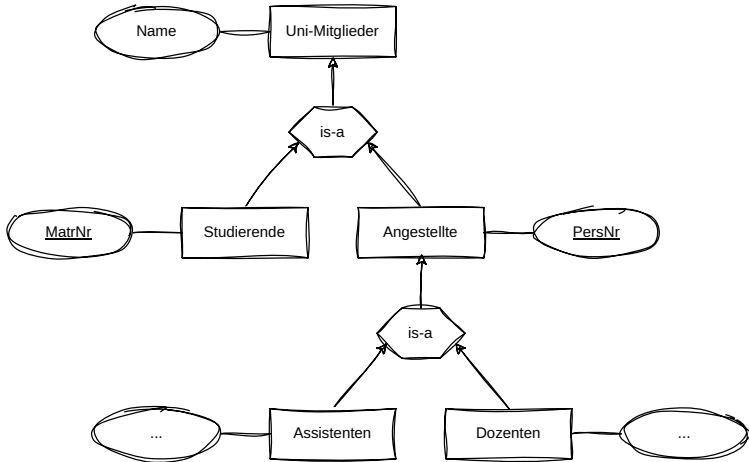 Name
Uni-Mitglieder
is-a
MatrNr
Studierende
Angestellte
PersNr
is-a
...
Assistenten
Dozenten
...